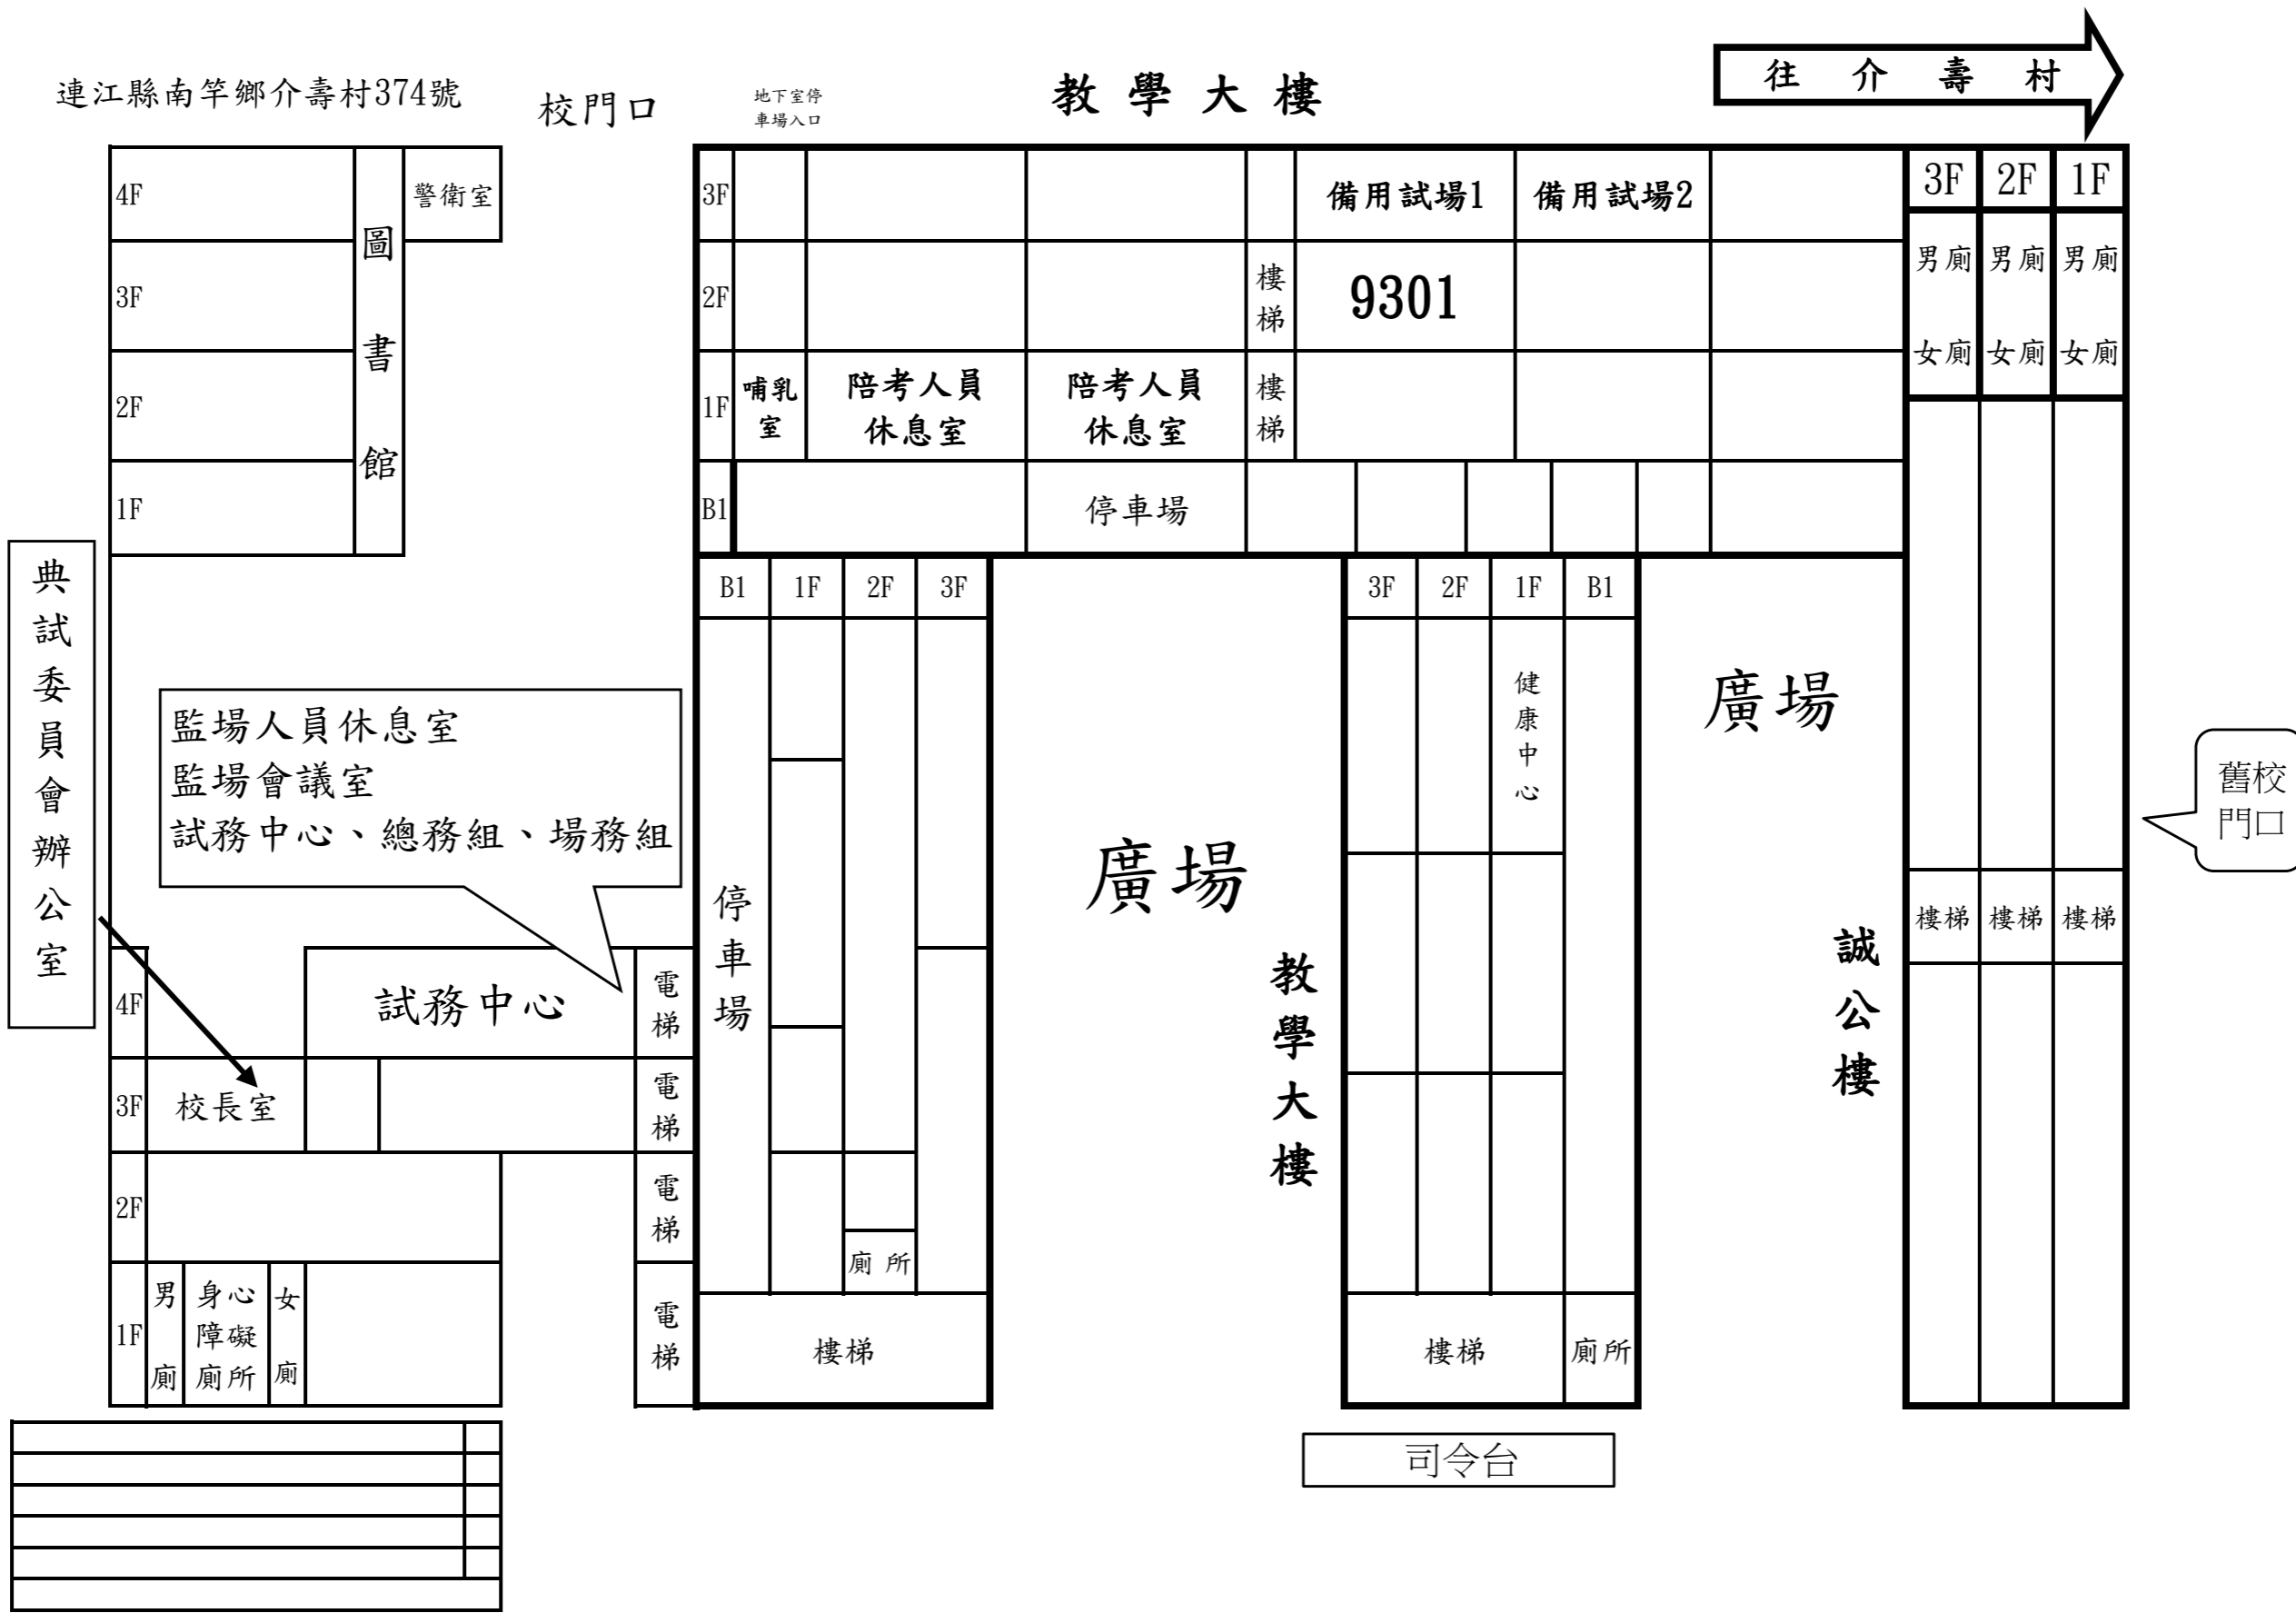 往介壽村
教學大樓
連江縣南竿鄉介壽村374號
校門口
地下室停
車場入口
4F
圖書館
警衛室
3F
2F
1F
3F
備用試場1
備用試場2
2F
樓梯
9301
1F
哺乳
室
陪考人員
休息室
陪考人員
休息室
樓梯
B1
停車場
3F
2F
1F
男廁
男廁
男廁
女廁
女廁
女廁
樓梯
樓梯
樓梯
典試委員會辦公室
監場人員休息室
監場會議室
試務中心、總務組、場務組
B1
1F
2F
3F
停車場
廁所
樓梯
廣場
教學大樓
3F
2F
1F
B1
健康中心
樓梯
廁所
廣場
誠公樓
舊校
門口
4F
試務中心
電梯
3F
校長室
電梯
2F
電梯
1F
男廁
身心
障礙
廁所
女廁
電梯
司令台